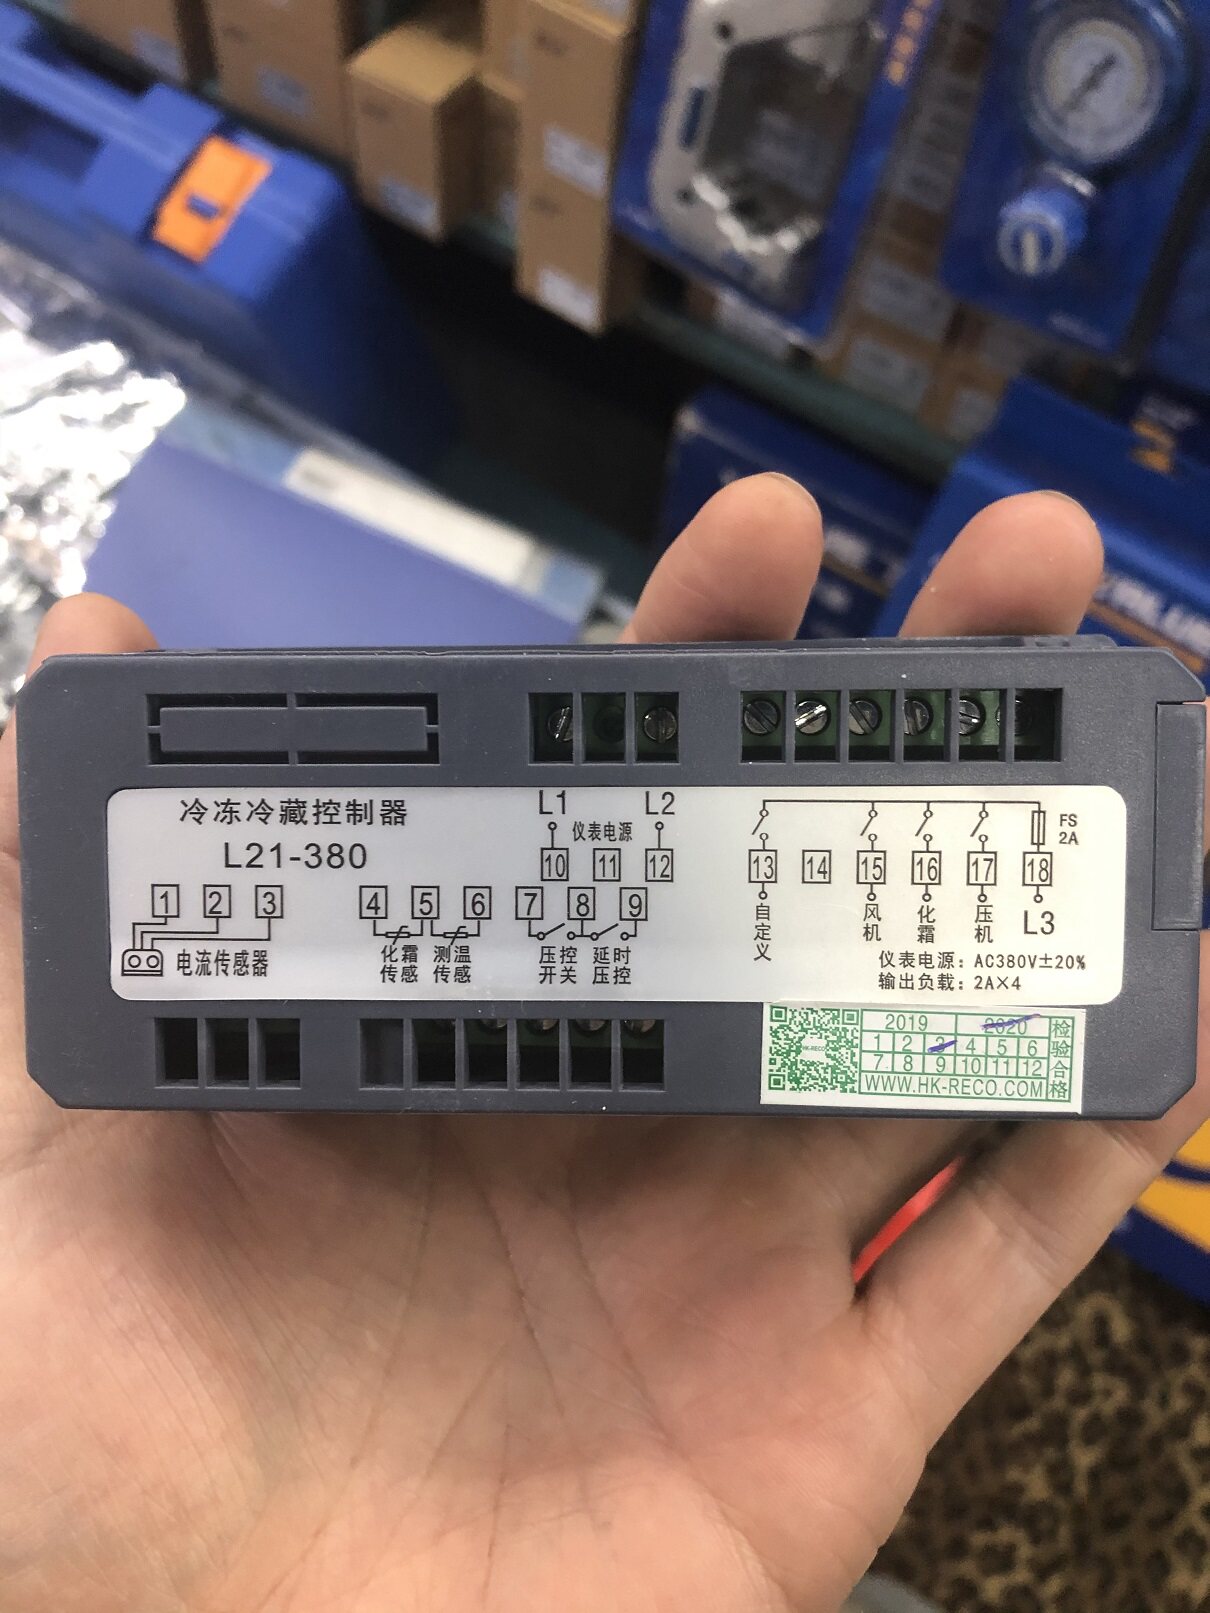 冷冻冷藏控制器
L21-380
L1
L2
仪表电源
10 11 12
13 14 15 16 17 18
FS
2A
自定义
风机
化霜
压机
L3
1 2 3
4 5 6 7 8 9
电流传感器
化霜传感
测温传感
压控开关
延时压控
仪表电源：AC380V±20%
输出负载：2A×4
HK-RECO
2019 2020
1 2 3 4 5 6
7 8 9 10 11 12
WWW.HK-RECO.COM
检验合格